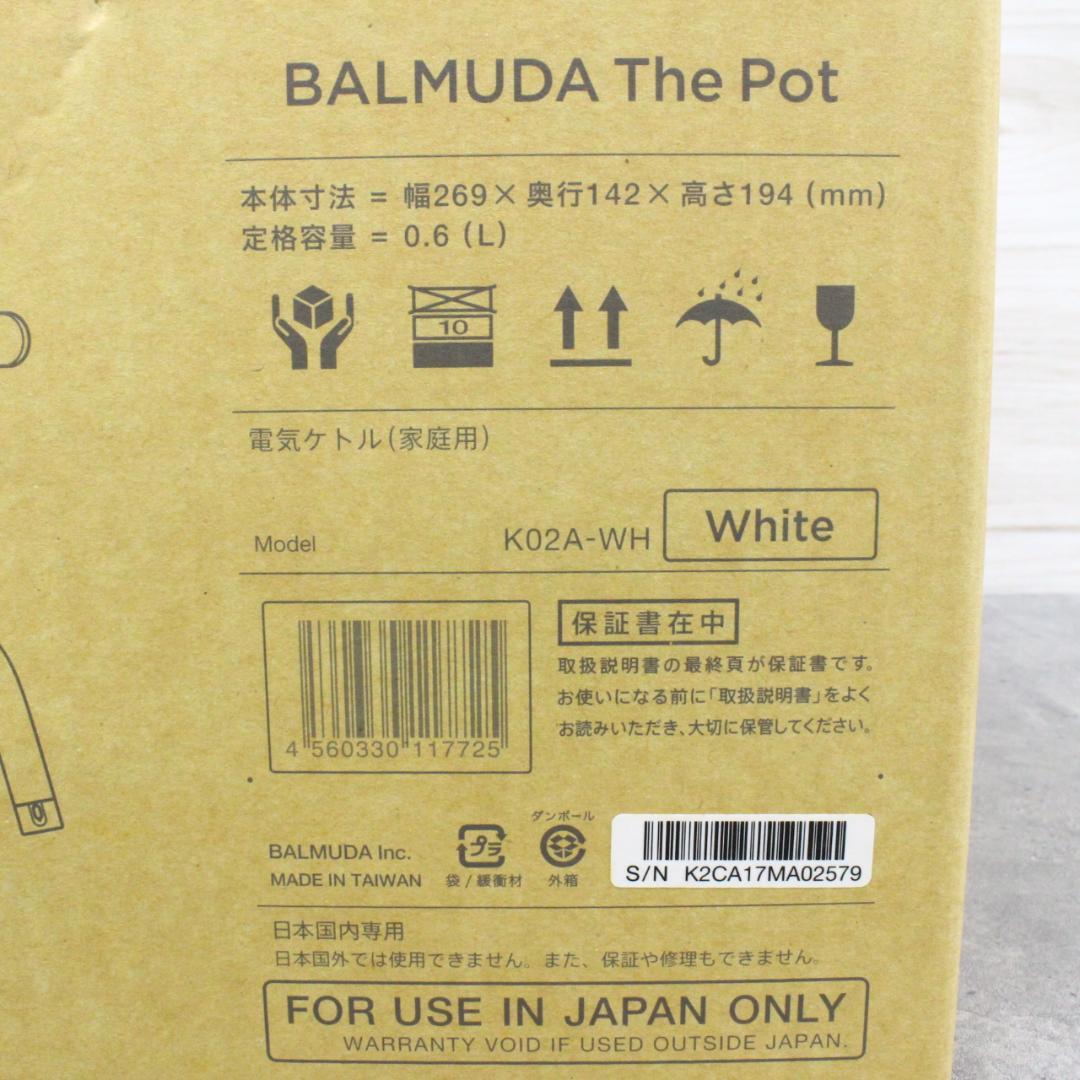 BALMUDA The Pot
本体寸法 = 幅269×奥行142×高さ194 (mm)
定格容量 = 0.6 (L)
10
電気ケトル(家庭用)
Model K02A-WH White
保証書在中
取扱説明書の最終頁が保証書です。
お使いになる前に「取扱説明書」をよく
お読みいただき、大切に保管してください。
4 560330 117725
BALMUDA Inc.
MADE IN TAIWAN
プラ
袋 / 緩衝材
ダンボール
外箱
S/N K2CA17MA02579
日本国内専用
日本国外では使用できません。また、保証や修理もできません。
FOR USE IN JAPAN ONLY
WARRANTY VOID IF USED OUTSIDE JAPAN.